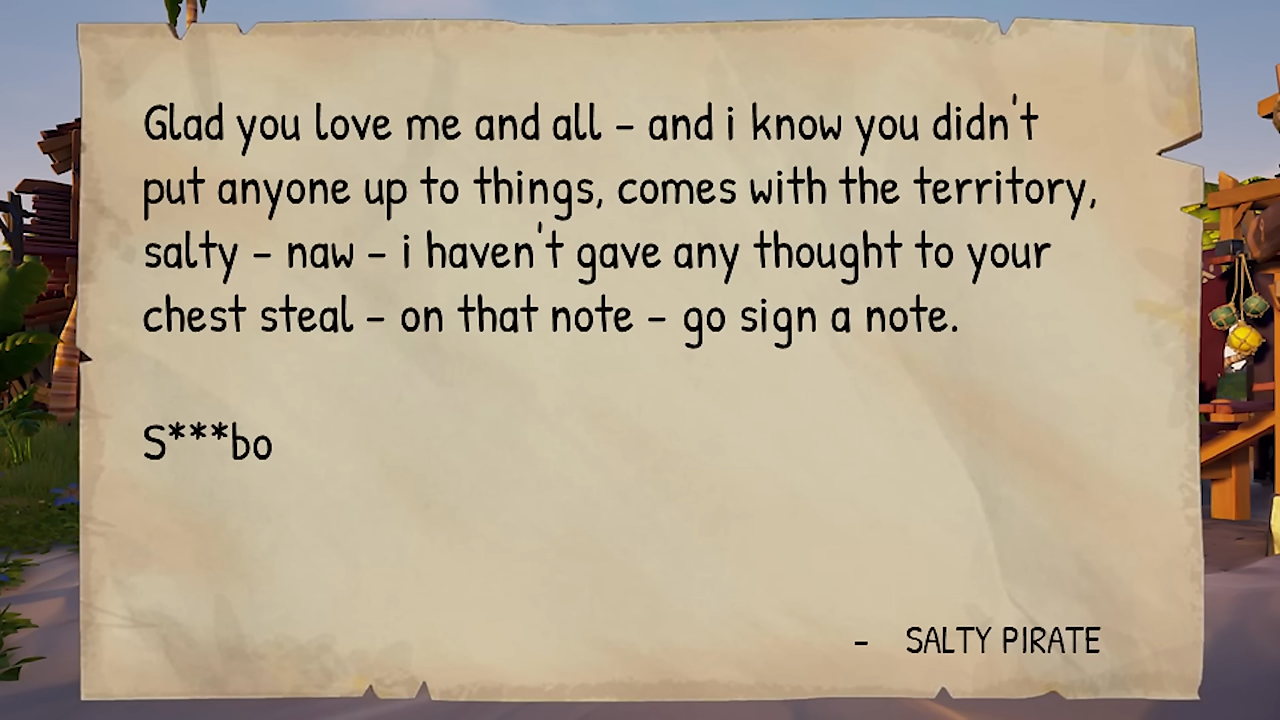 Glad you love me and all - and i know you didn't
put anyone up to things, comes with the territory,
salty - naw - i haven't gave any thought to your
chest steal - on that note - go sign a note.
S***bo
- SALTY PIRATE